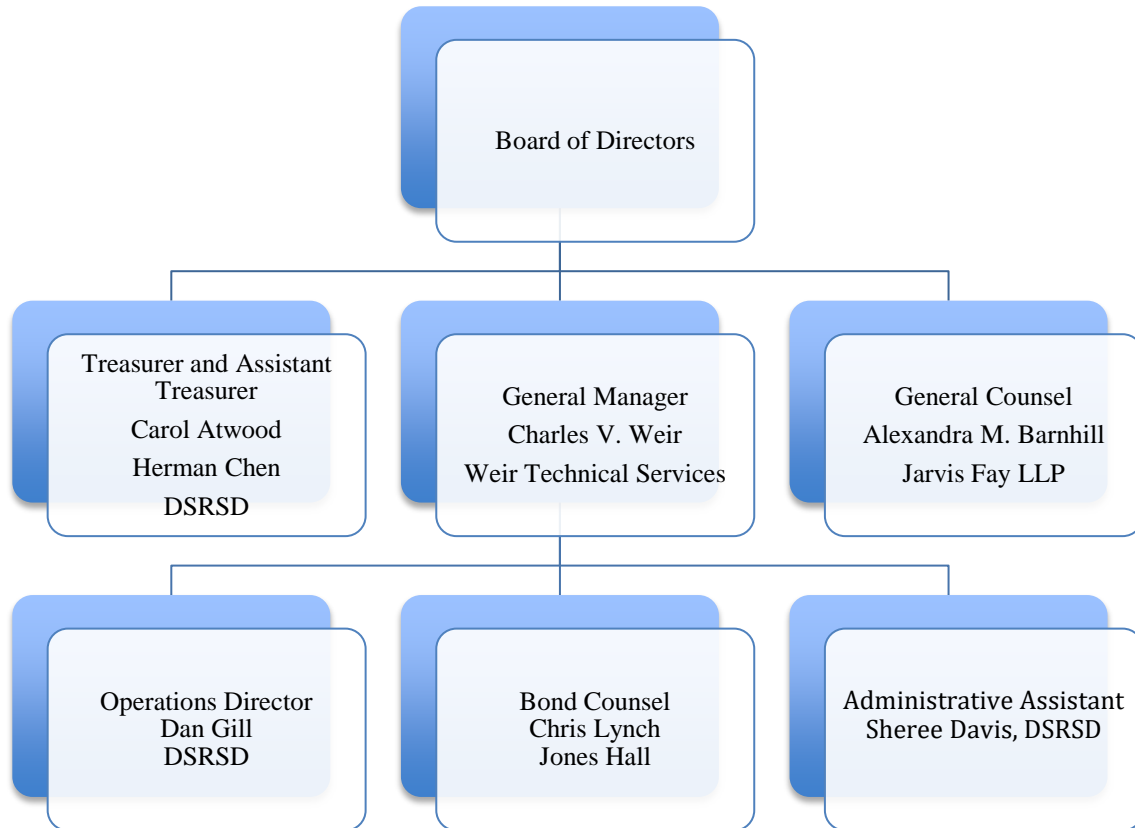 Board of Directors
Treasurer and Assistant
Treasurer
Carol Atwood
Herman Chen
DSRSD
General Manager
Charles V. Weir
Weir Technical Services
General Counsel
Alexandra M. Barnhill
Jarvis Fay LLP
Operations Director
Dan Gill
DSRSD
Bond Counsel
Chris Lynch
Jones Hall
Administrative Assistant
Sheree Davis, DSRSD